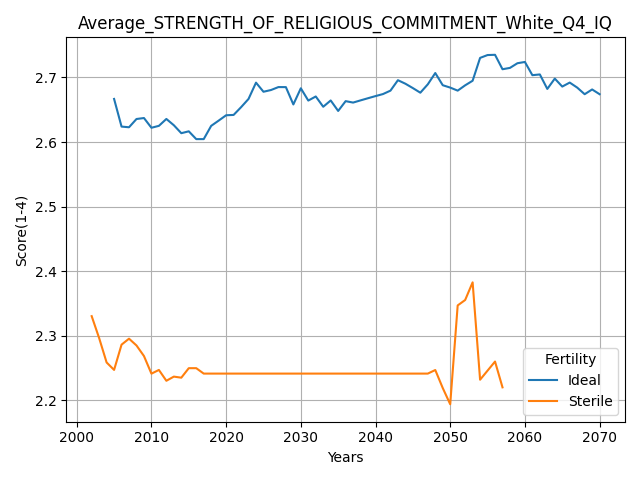 Average_STRENGTH_OF_RELIGIOUS_COMMITMENT_White_Q4_IQ
2.7
2.6
2.5
2.4
2.3
2.2
Score(1-4)
Fertility
Ideal
Sterile
2000 2010 2020 2030 2040 2050 2060 2070
Years